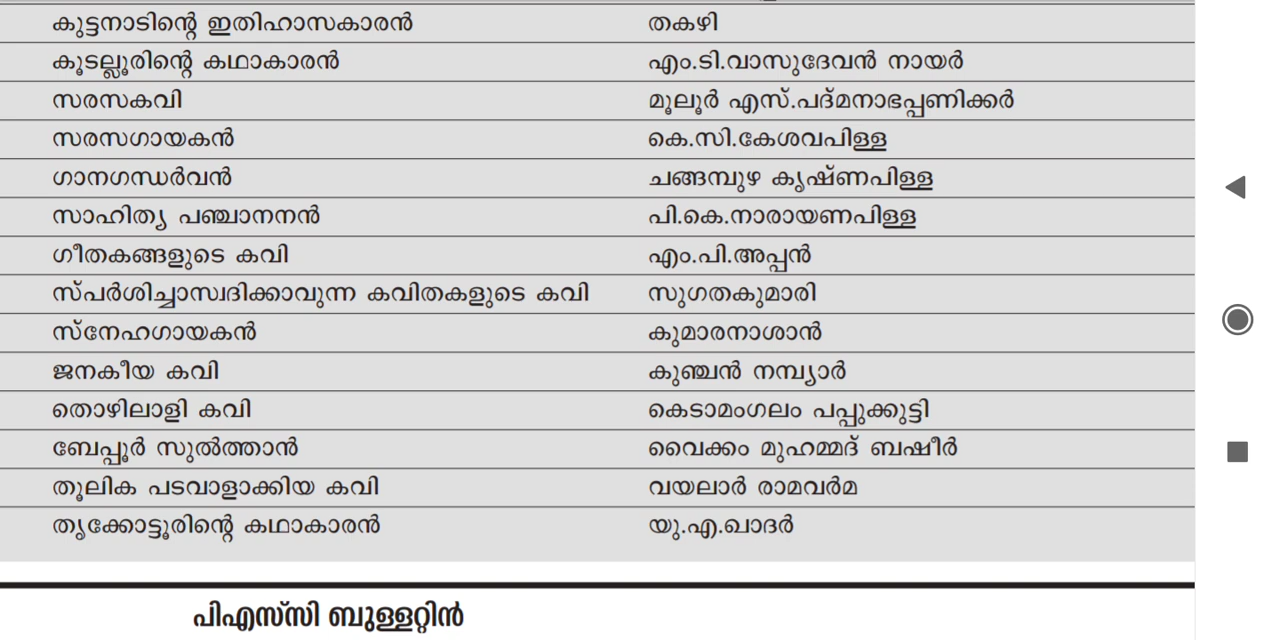 കുട്ടനാടിന്റെ ഇതിഹാസകാരൻ തകഴി
കൂടല്ലൂരിന്റെ കഥാകാരൻ എം.ടി.വാസുദേവൻ നായർ
സരസകവി മൂലൂർ എസ്.പദ്മനാഭപ്പണിക്കർ
സരസഗായകൻ കെ.സി.കേശവപിള്ള
ഗാനഗന്ധർവൻ ചങ്ങമ്പുഴ കൃഷ്ണപിള്ള
സാഹിത്യ പഞ്ചാനനൻ പി.കെ.നാരായണപിള്ള
ഗീതകങ്ങളുടെ കവി എം.പി.അപ്പൻ
സ്പർശിച്ചാസ്വദിക്കാവുന്ന കവിതകളുടെ കവി സുഗതകുമാരി
സ്നേഹഗായകൻ കുമാരനാശാൻ
ജനകീയ കവി കുഞ്ചൻ നമ്പ്യാർ
തൊഴിലാളി കവി കെടാമംഗലം പപ്പുക്കുട്ടി
ബേപ്പൂർ സുൽത്താൻ വൈക്കം മുഹമ്മദ് ബഷീർ
തൂലിക പടവാളാക്കിയ കവി വയലാർ രാമവർമ
തൃക്കോട്ടൂരിന്റെ കഥാകാരൻ യു.എ.ഖാദർ
പിഎസ്‌സി ബുള്ളറ്റിൻ